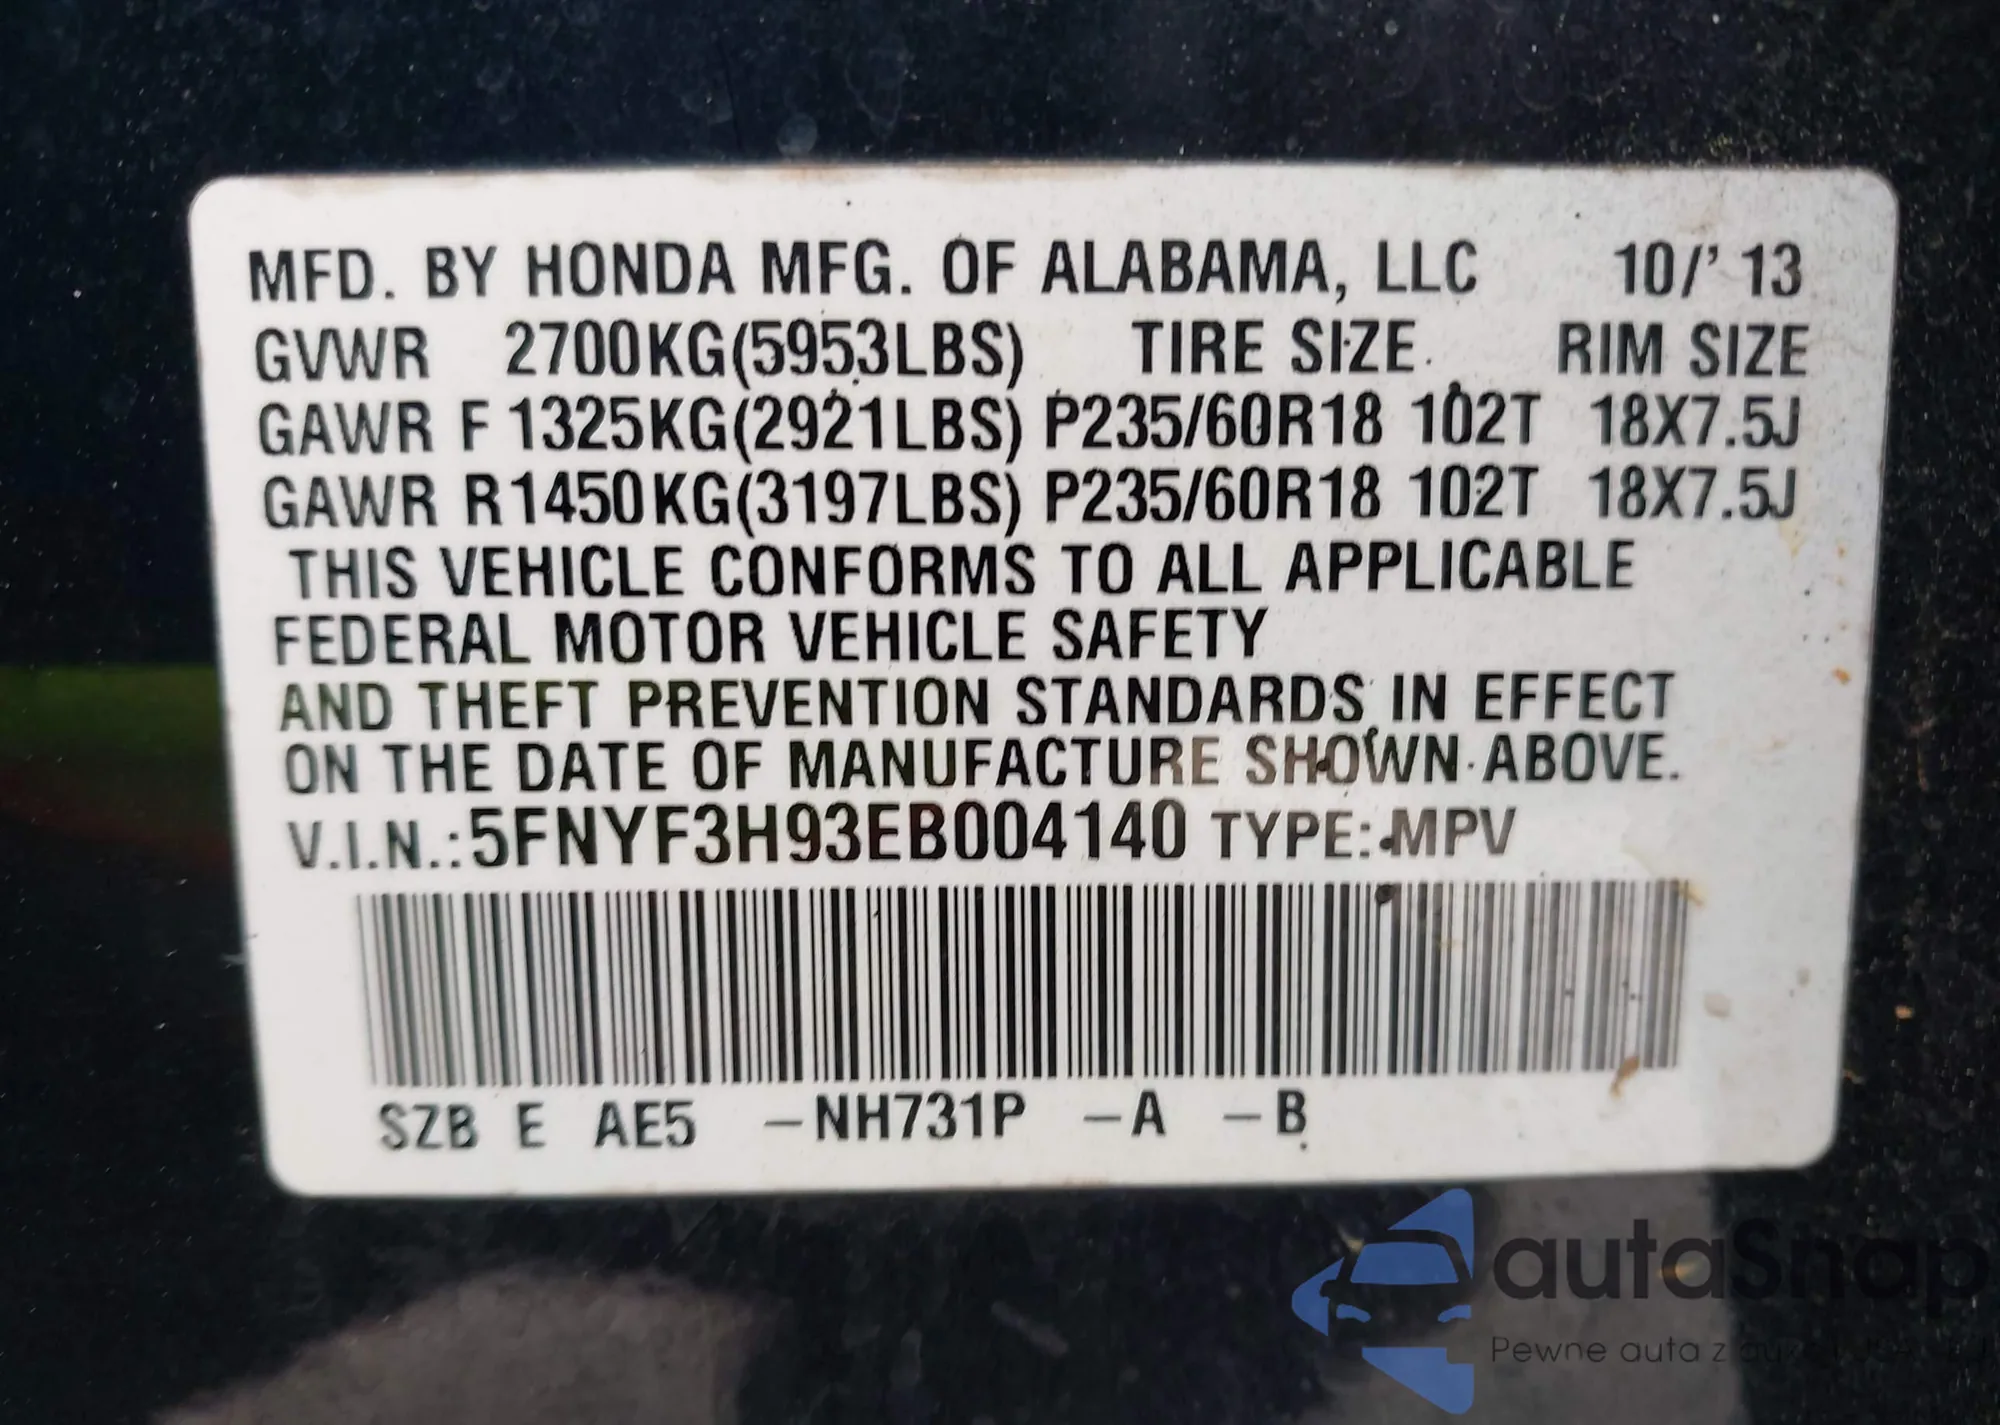 MFD. BY HONDA MFG. OF ALABAMA, LLC 10/' 13
GVWR 2700KG(5953LBS) TIRE SIZE RIM SIZE
GAWR F 1325KG(2921LBS) P235/60R18 102T 18X7.5J
GAWR R1450KG(3197LBS) P235/60R18 102T 18X7.5J
THIS VEHICLE CONFORMS TO ALL APPLICABLE
FEDERAL MOTOR VEHICLE SAFETY
AND THEFT PREVENTION STANDARDS IN EFFECT
ON THE DATE OF MANUFACTURE SHOWN ABOVE.
V.I.N.:5FNYF3H93EB004140 TYPE: MPV
SZB E AE5 -NH731P -A -B
autaSnap
Pewne auta z